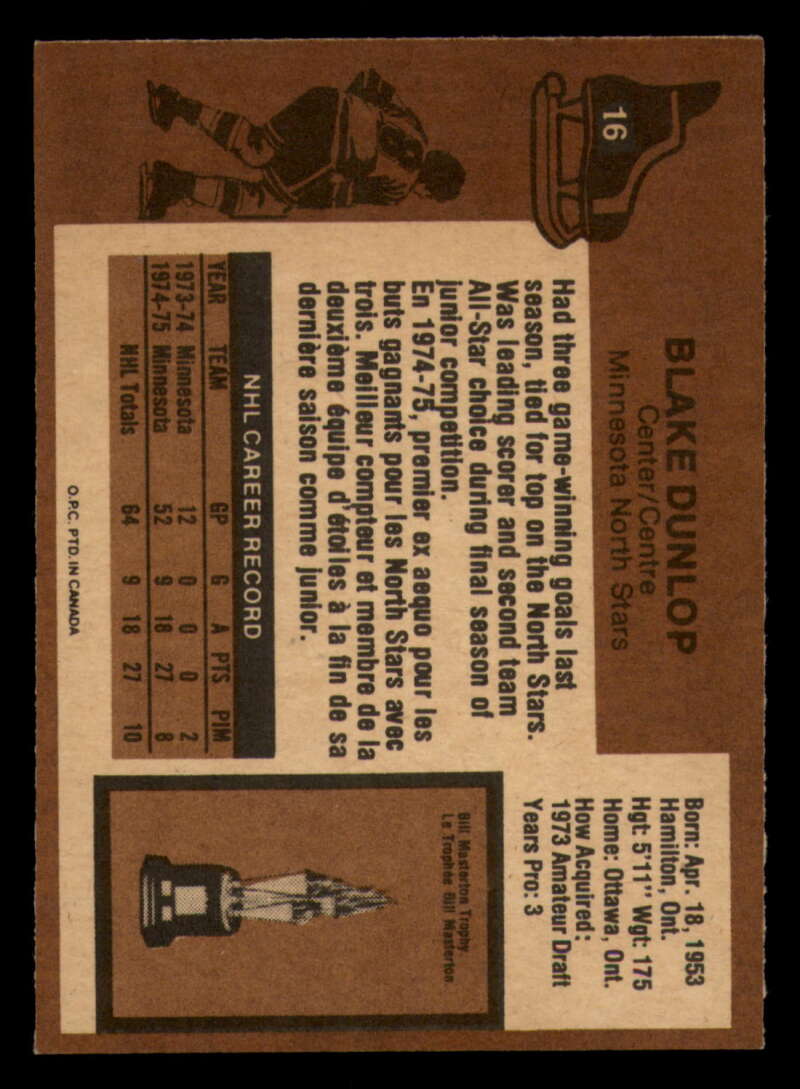 16
BLAKE DUNLOP
Center/Centre
Minnesota North Stars
Born: Apr. 18, 1953
Hamilton, Ont.
Hgt: 5'11" Wgt: 175
Home: Ottawa, Ont.
How Acquired:
1973 Amateur Draft
Years Pro: 3
Had three game-winning goals last
season, tied for top on the North Stars.
Was leading scorer and second team
All-Star choice during final season of
junior competition.
En 1974-75, premier ex aequo pour les
buts gagnants pour les North Stars avec
trois. Meilleur compteur et membre de la
deuxième équipe d'étoiles à la fin de sa
dernière saison comme junior.
NHL CAREER RECORD
YEAR TEAM GP G A PTS PIM
1973-74 Minnesota 12 0 0 0 2
1974-75 Minnesota 52 9 18 27 8
NHL Totals 64 9 18 27 10
Bill Masterton Trophy
Le Trophée Bill Masterton
O.P.C. PTD. IN CANADA